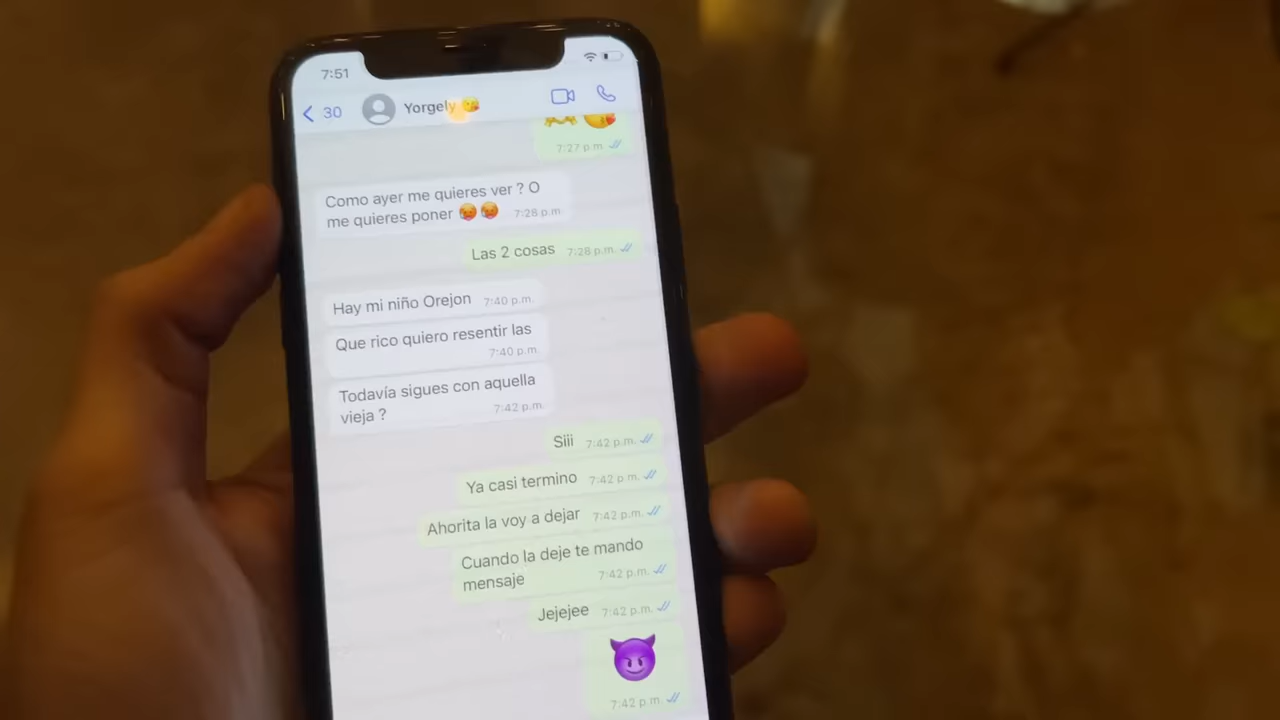 7:51
30 Yorgely 😘
7:27 p.m.
Como ayer me quieres ver ? O
me quieres poner 🥵🥵 7:28 p.m.
Las 2 cosas 7:28 p.m.
Hay mi niño Orejon 7:40 p.m.
Que rico quiero resentir las
7:40 p.m.
Todavía sigues con aquella
vieja ? 7:42 p.m.
Siii 7:42 p.m.
Ya casi termino 7:42 p.m.
Ahorita la voy a dejar 7:42 p.m.
Cuando la deje te mando
mensaje 7:42 p.m.
Jejejee 7:42 p.m.
😈
7:42 p.m.